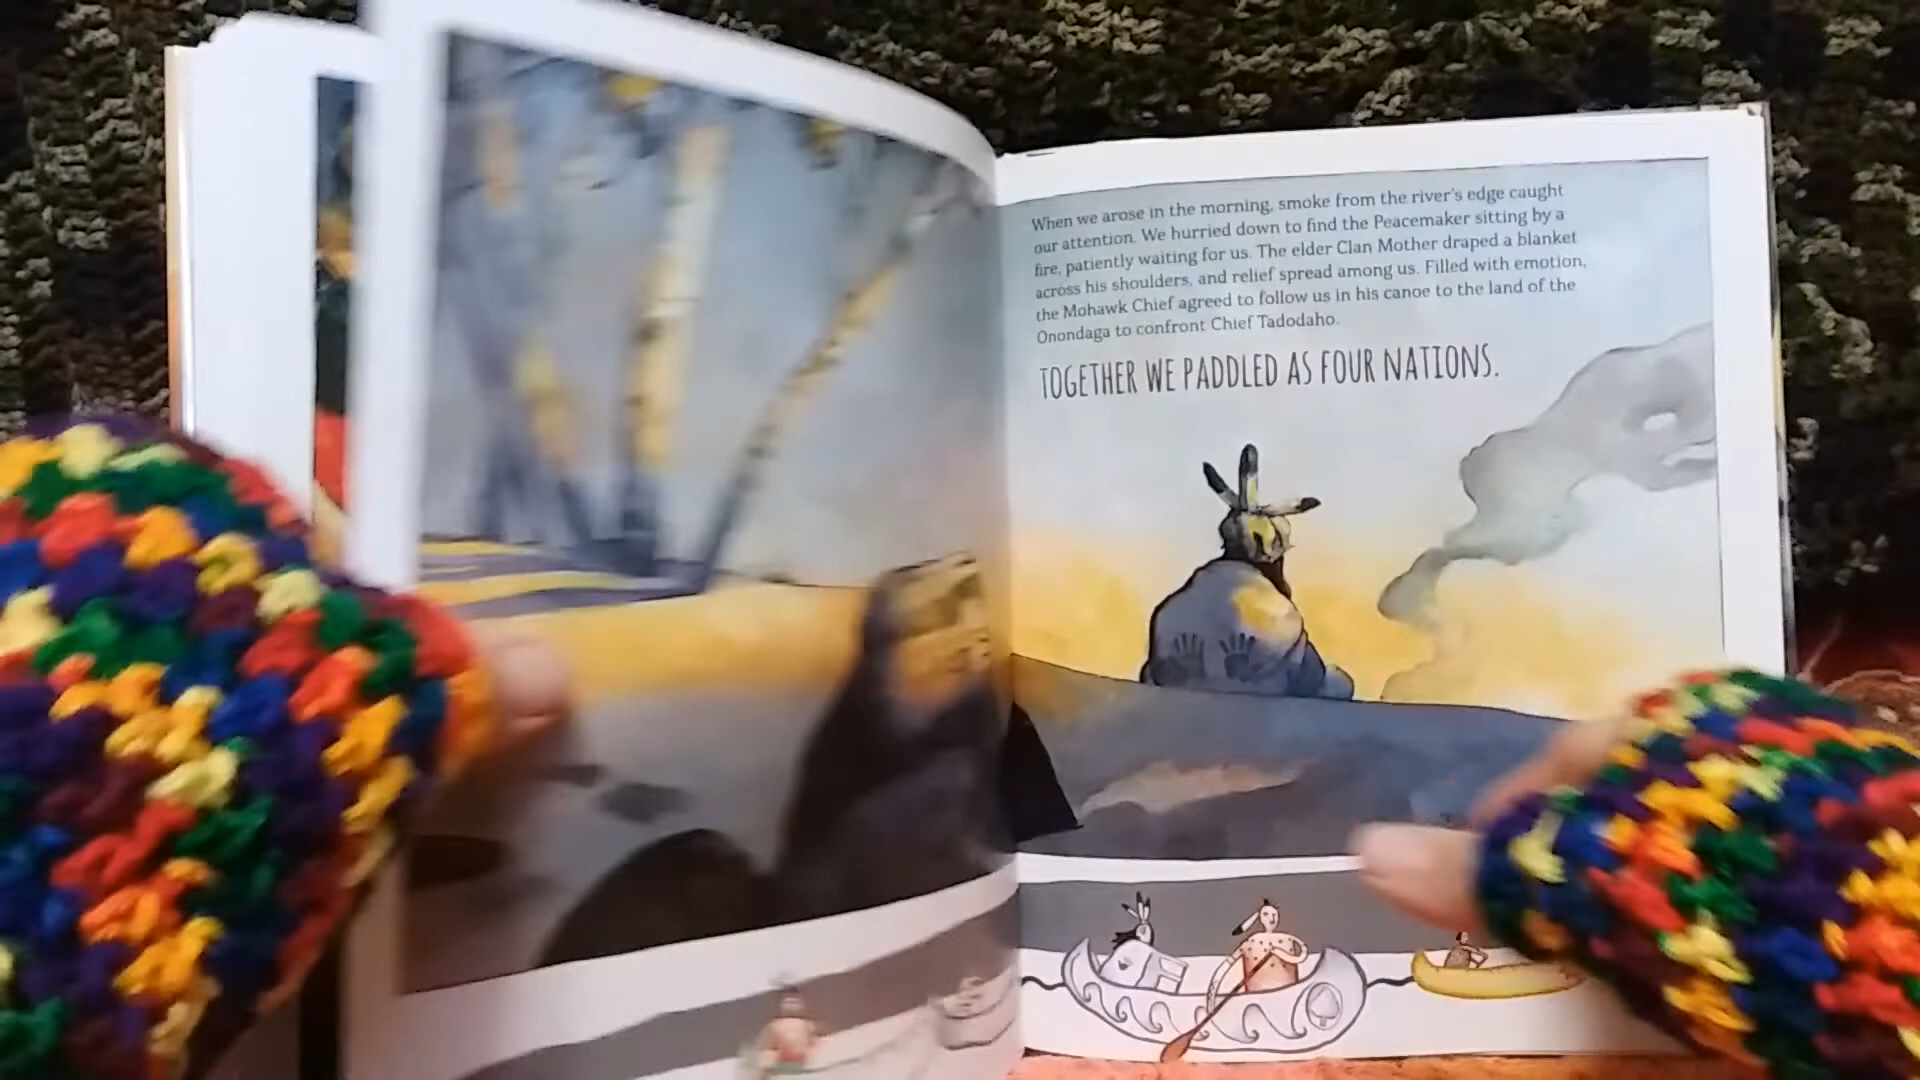 When we arose in the morning, smoke from the river's edge caught
our attention. We hurried down to find the Peacemaker sitting by a
fire, patiently waiting for us. The elder Clan Mother draped a blanket
across his shoulders, and relief spread among us. Filled with emotion,
the Mohawk Chief agreed to follow us in his canoe to the land of the
Onondaga to confront Chief Tadodaho.
TOGETHER WE PADDLED AS FOUR NATIONS.